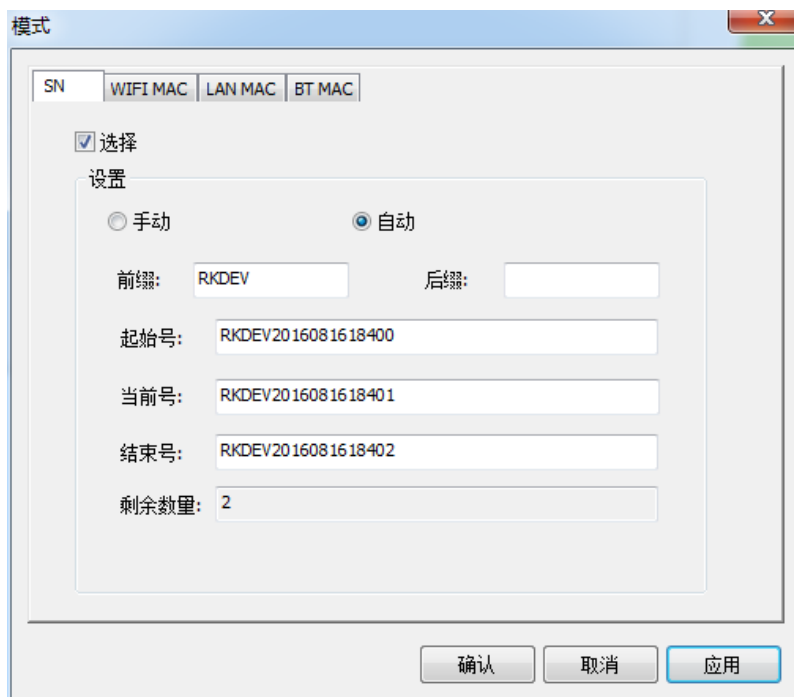 模式
SN WIFI MAC LAN MAC BT MAC
选择
设置
手动 自动
前缀: RKDEV 后缀:
起始号: RKDEV2016081618400
当前号: RKDEV2016081618401
结束号: RKDEV2016081618402
剩余数量: 2
确认 取消 应用